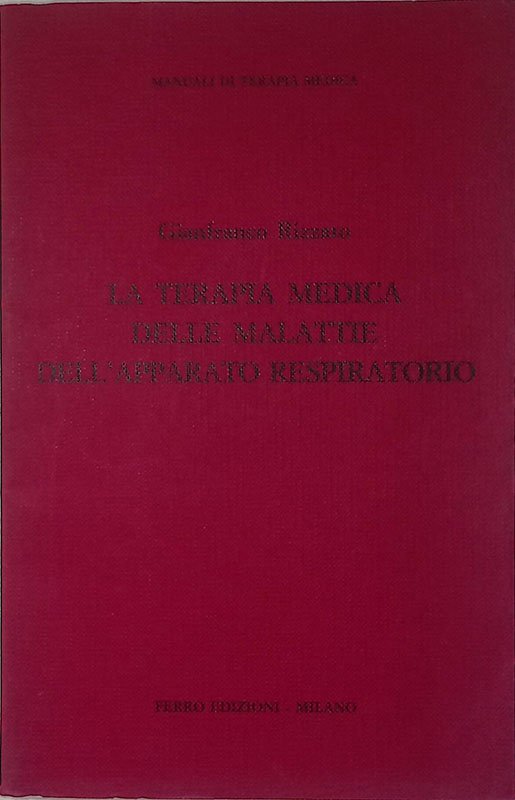 MANUALI DI TERAPIA MEDICA
Gianfranco Rizzato
LA TERAPIA MEDICA
DELLE MALATTIE
DELL'APPARATO RESPIRATORIO
FERRO EDIZIONI - MILANO